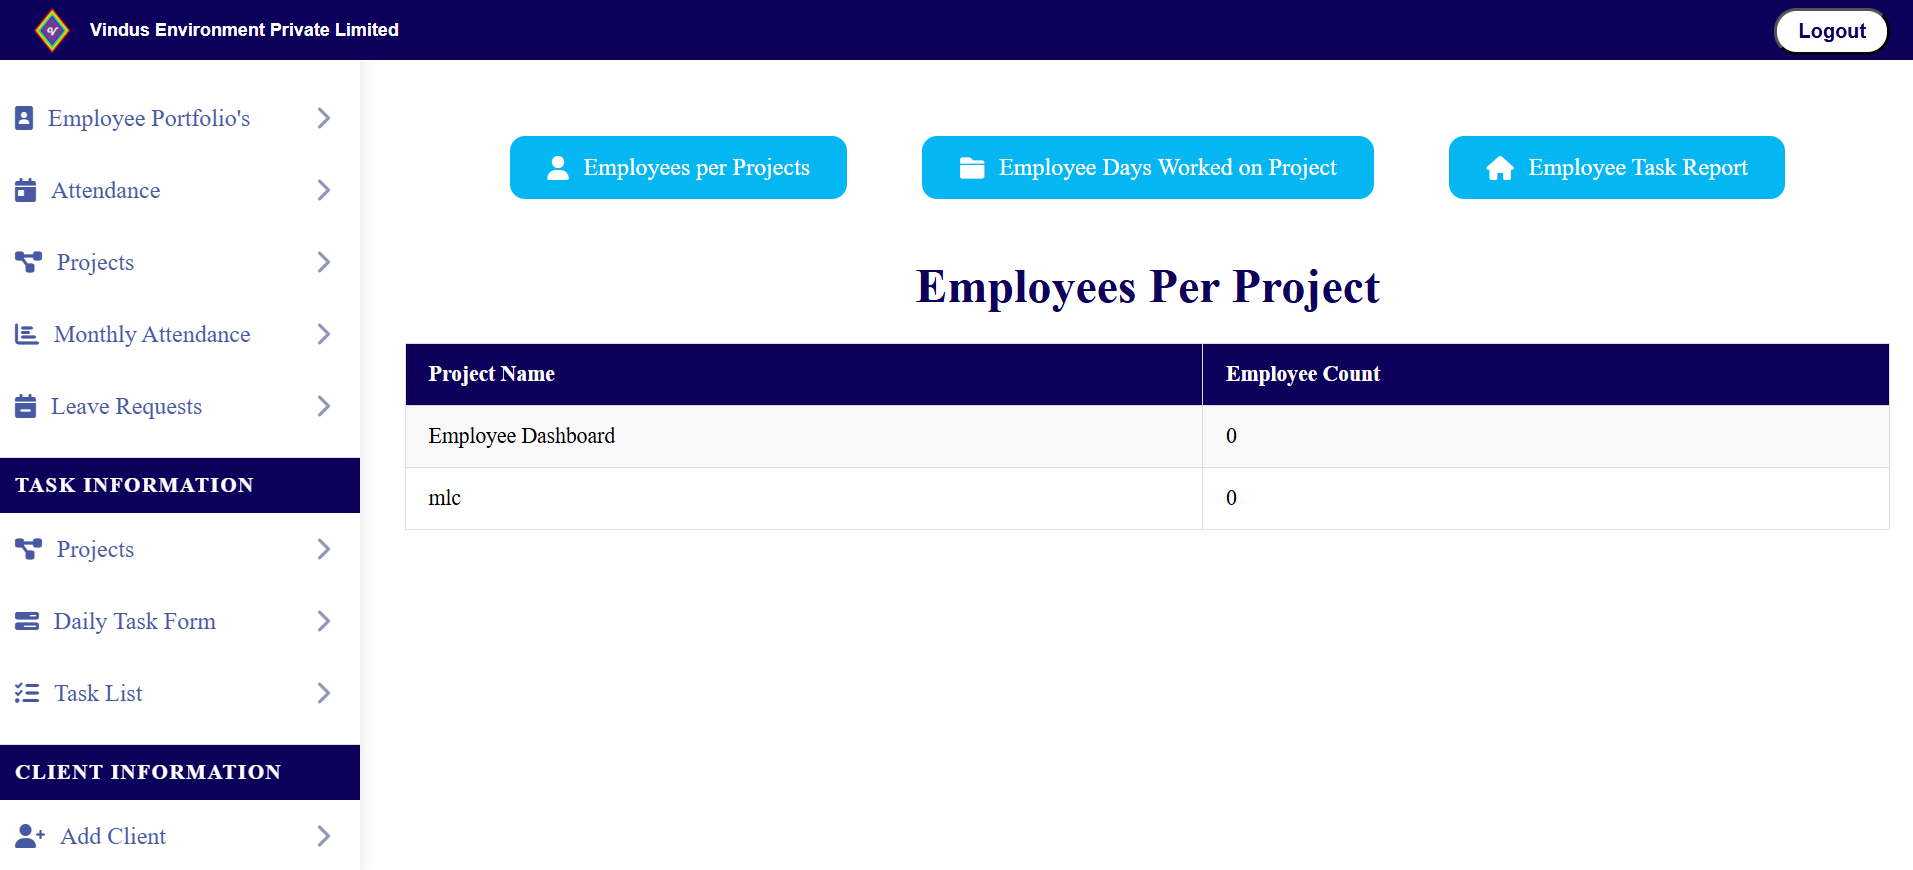 Vindus Environment Private Limited
Logout
Employee Portfolio's
Attendance
Projects
Monthly Attendance
Leave Requests
TASK INFORMATION
Projects
Daily Task Form
Task List
CLIENT INFORMATION
Add Client
Employees per Projects
Employee Days Worked on Project
Employee Task Report
Employees Per Project
Project Name Employee Count
Employee Dashboard 0
mlc 0